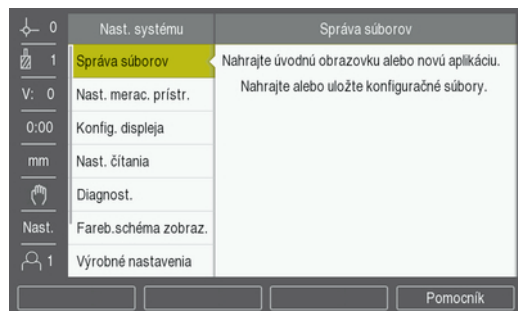 0
Nast. systému
Správa súborov
1
Správa súborov
Nahrajte úvodnú obrazovku alebo novú aplikáciu.
Nahrajte alebo uložte konfiguračné súbory.
V: 0
Nast. merac. prístr.
0:00
Konfig. displeja
mm
Nast. čítania
Diagnost.
Nast.
Fareb.schéma zobraz.
1
Výrobné nastavenia
Pomocník